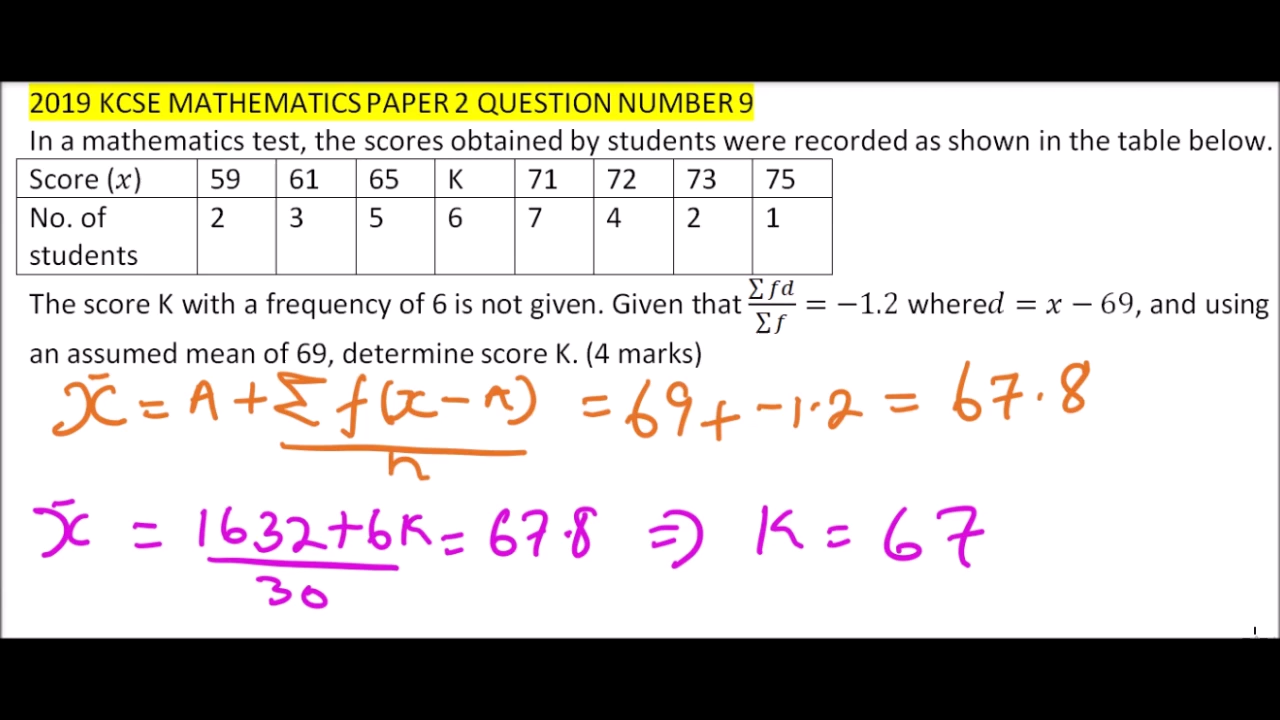 2019 KCSE MATHEMATICS PAPER 2 QUESTION NUMBER 9
In a mathematics test, the scores obtained by students were recorded as shown in the table below.
Score (x) 59 61 65 K 71 72 73 75
No. of students 2 3 5 6 7 4 2 1
The score K with a frequency of 6 is not given. Given that Σfd/Σf = −1.2 whered = x − 69, and using
an assumed mean of 69, determine score K. (4 marks)
x̄ = A + Σf(x-A)/n = 69 + -1.2 = 67.8
x̄ = 1632+6K/30 = 67.8 ⇒ K = 67